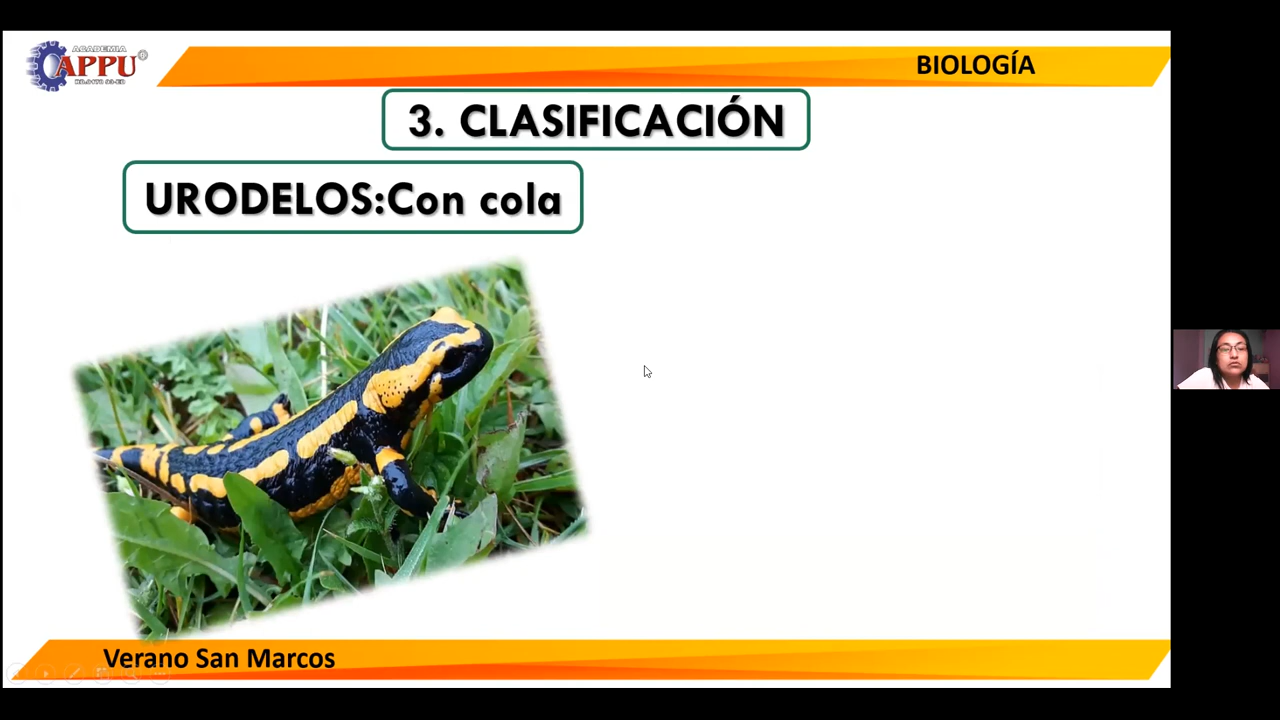 ACADEMIA
APPU
BIOLOGÍA
3. CLASIFICACIÓN
URODELOS:Con cola
Verano San Marcos